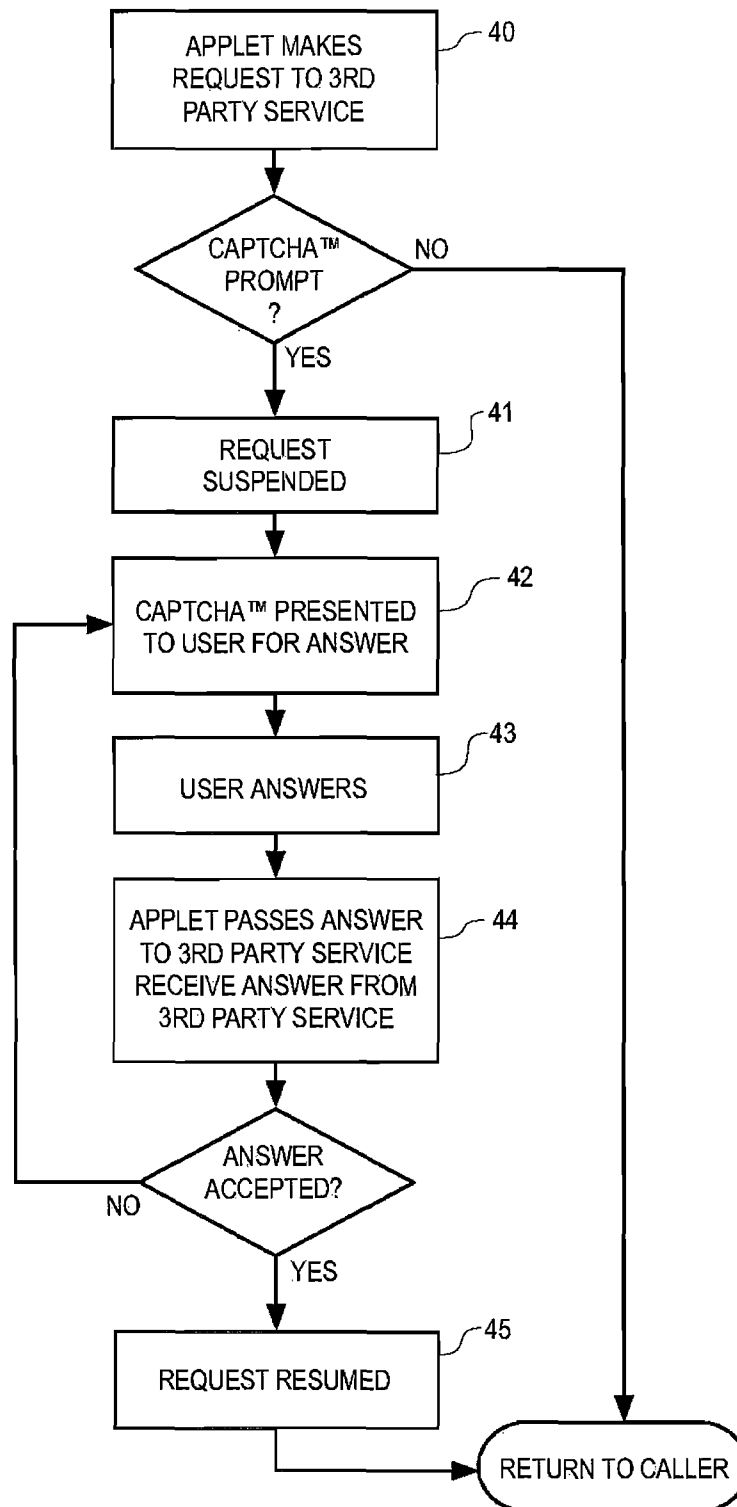 APPLET MAKES
REQUEST TO 3RD
PARTY SERVICE
40
CAPTCHA™
PROMPT
?
NO
YES
41
REQUEST
SUSPENDED
42
CAPTCHA™ PRESENTED
TO USER FOR ANSWER
43
USER ANSWERS
44
APPLET PASSES ANSWER
TO 3RD PARTY SERVICE
RECEIVE ANSWER FROM
3RD PARTY SERVICE
ANSWER
ACCEPTED?
NO
YES
45
REQUEST RESUMED
RETURN TO CALLER